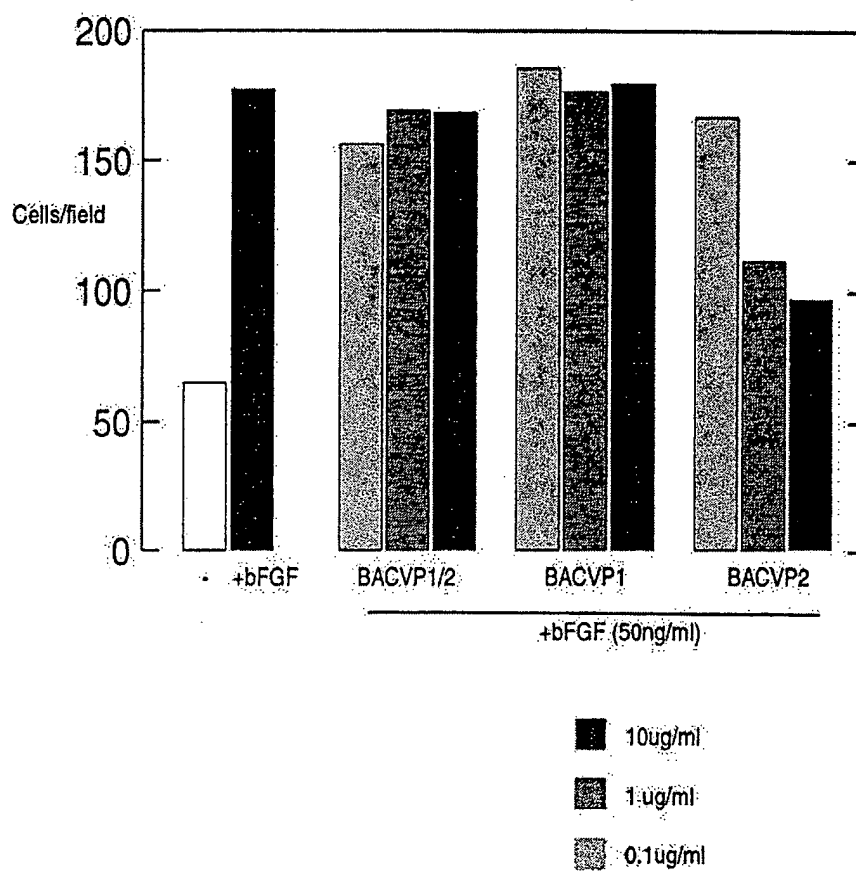 200
150
Cells/field
100
50
0
- +bFGF BACVP1/2 BACVP1 BACVP2
+bFGF (50ng/ml)
10ug/ml
1 ug/ml
0.1ug/ml